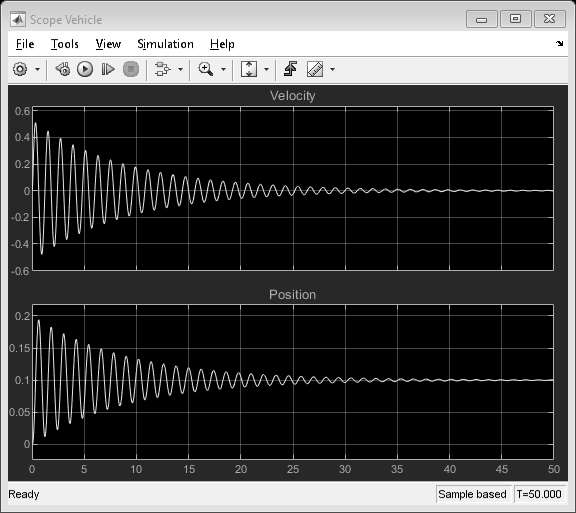 Scope Vehicle
File Tools View Simulation Help
Velocity
0.6
0.4
0.2
0
-0.2
-0.4
-0.6
Position
0.2
0.15
0.1
0.05
0
0 5 10 15 20 25 30 35 40 45 50
Ready Sample based T=50.000